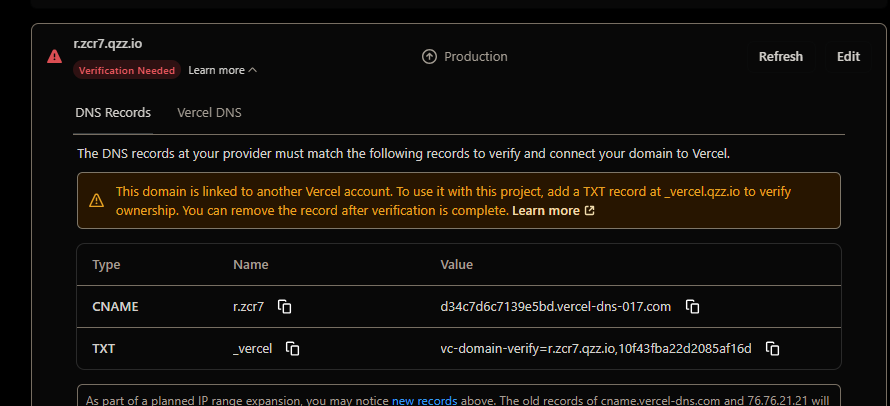 r.zcr7.qzz.io
Verification Needed Learn more
Production
Refresh Edit
DNS Records Vercel DNS
The DNS records at your provider must match the following records to verify and connect your domain to Vercel.
This domain is linked to another Vercel account. To use it with this project, add a TXT record at _vercel.qzz.io to verify
ownership. You can remove the record after verification is complete. Learn more
Type Name Value
CNAME r.zcr7 d34c7d6c7139e5bd.vercel-dns-017.com
TXT _vercel vc-domain-verify=r.zcr7.qzz.io,10f43fba22d2085af16d
As part of a planned IP range expansion, you may notice new records above. The old records of cname.vercel-dns.com and 76.76.21.21 will